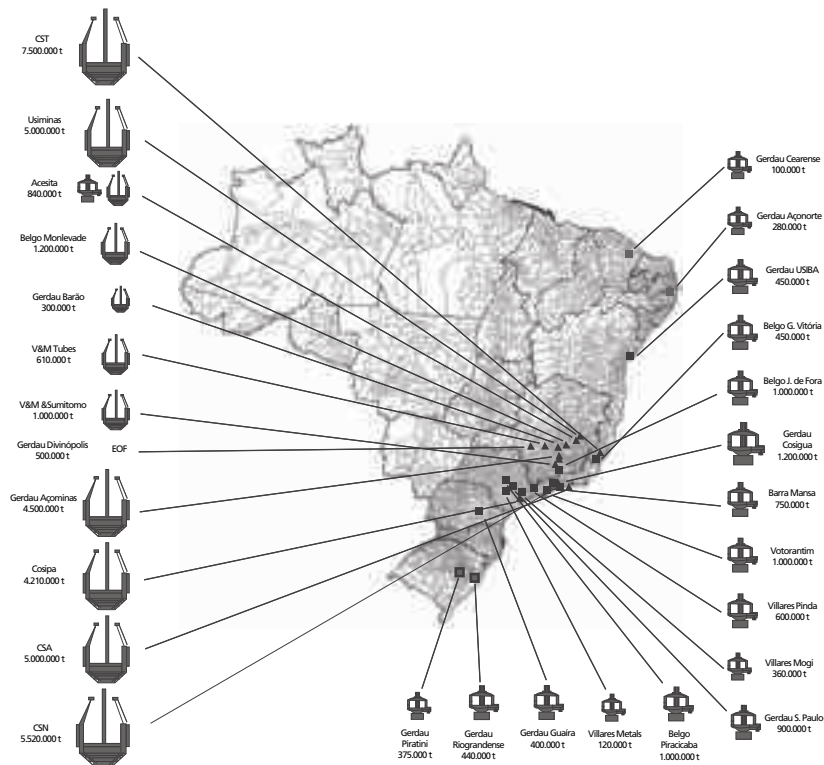 CST
7.500.000 t
Usiminas
5.000.000 t
Acesita
840.000 t
Belgo Monlevade
1.200.000 t
Gerdau Barão
300.000 t
V&M Tubes
610.000 t
V&M &Sumitomo
1.000.000 t
Gerdau Divinópolis
500.000 t
EOF
Gerdau Açominas
4.500.000 t
Cosipa
4.210.000 t
CSA
5.000.000 t
CSN
5.520.000 t
Gerdau Cearense
100.000 t
Gerdau Açonorte
280.000 t
Gerdau USIBA
450.000 t
Belgo G. Vitória
450.000 t
Belgo J. de Fora
1.000.000 t
Gerdau
Cosigua
1.200.000 t
Barra Mansa
750.000 t
Votorantim
1.000.000 t
Villares Pinda
600.000 t
Villares Mogi
360.000 t
Gerdau S. Paulo
900.000 t
Gerdau
Piratini
375.000 t
Gerdau
Riograndense
440.000 t
Gerdau Guaíra
400.000 t
Villares Metals
120.000 t
Belgo
Piracicaba
1.000.000 t